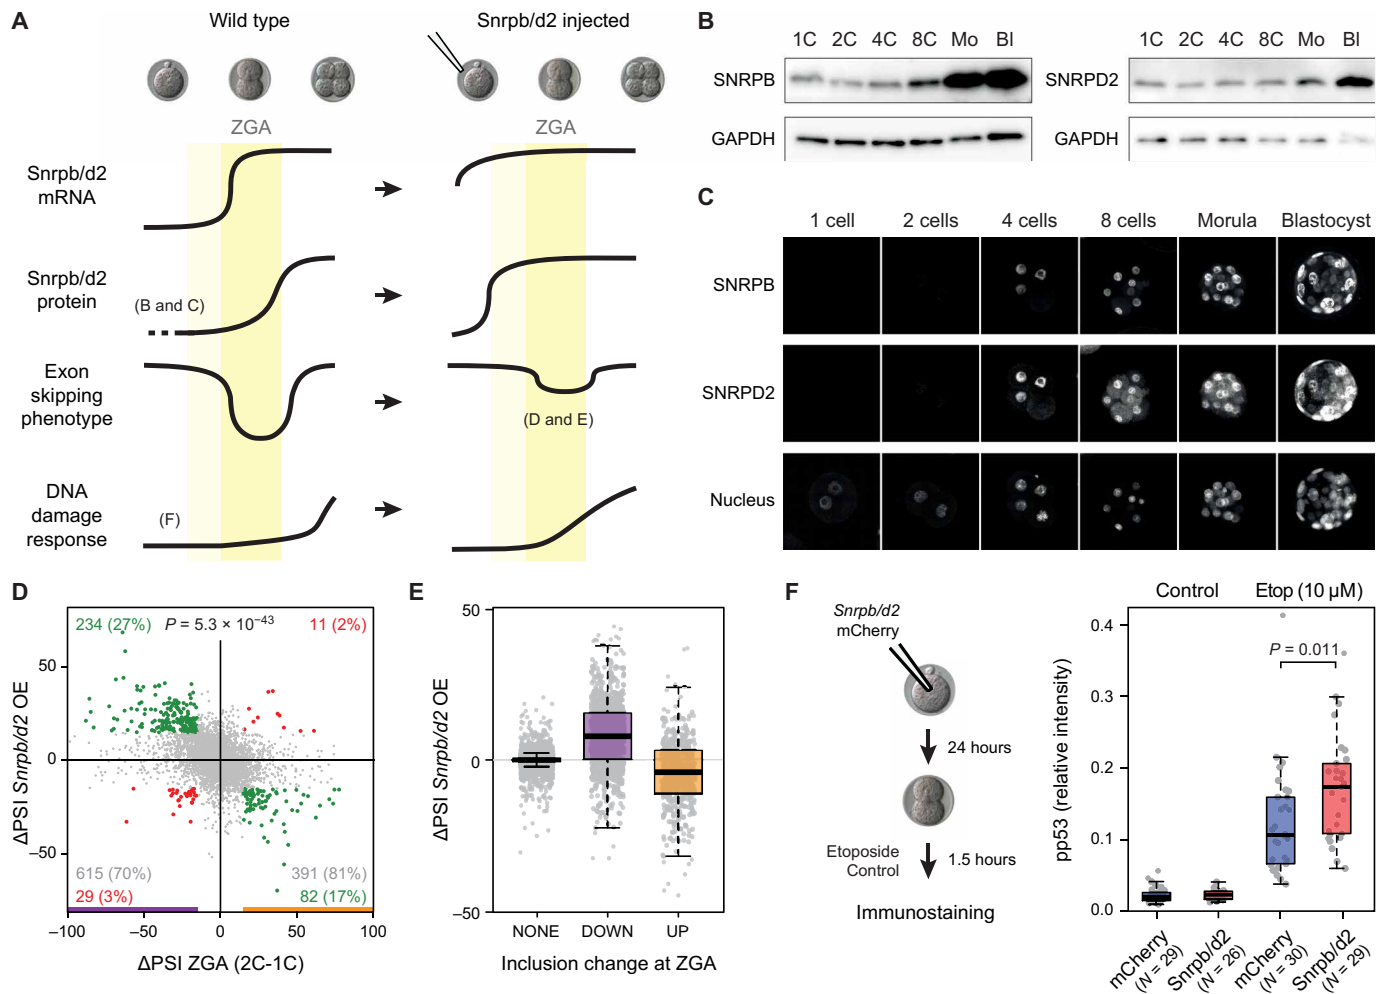 A
Wild type
Snrpb/d2 injected
ZGA
ZGA
Snrpb/d2
mRNA
Snrpb/d2
protein
(B and C)
Exon
skipping
phenotype
(D and E)
DNA
damage
response
(F)
B
1C 2C 4C 8C Mo Bl
SNRPB
GAPDH
1C 2C 4C 8C Mo Bl
SNRPD2
GAPDH
C
1 cell 2 cells 4 cells 8 cells Morula Blastocyst
SNRPB
SNRPD2
Nucleus
D
234 (27%) P = 5.3 × 10⁻⁴³ 11 (2%)
50
0
−50
ΔPSI Snrpb/d2 OE
615 (70%) 391 (81%)
29 (3%) 82 (17%)
−100 −50 0 50 100
ΔPSI ZGA (2C-1C)
E
50
0
−50
ΔPSI Snrpb/d2 OE
NONE DOWN UP
Inclusion change at ZGA
F
Snrpb/d2
mCherry
24 hours
Etoposide
Control
1.5 hours
Immunostaining
Control Etop (10 µM)
P = 0.011
0.4
0.3
0.2
0.1
0.0
pp53 (relative intensity)
mCherry
(N = 29)
Snrpb/d2
(N = 26)
mCherry
(N = 30)
Snrpb/d2
(N = 29)